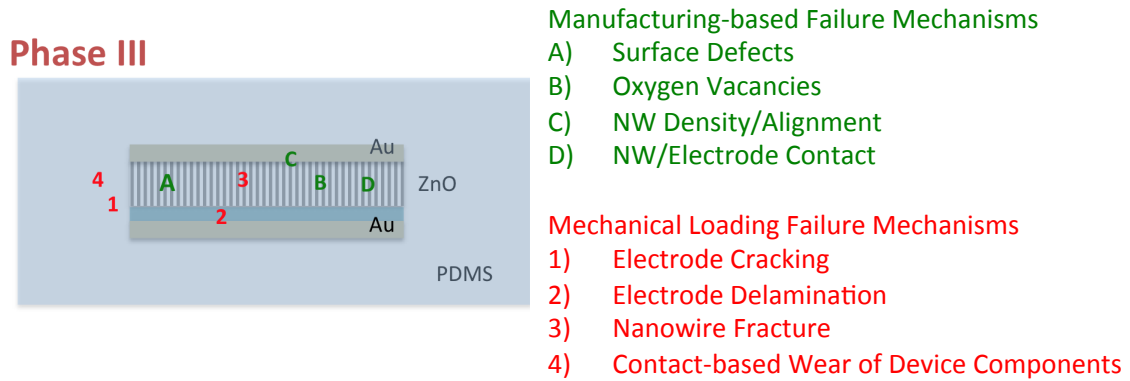 Phase III
Au
C
4
A
3
B
D
ZnO
1
2
Au
PDMS
Manufacturing-based Failure Mechanisms
A) Surface Defects
B) Oxygen Vacancies
C) NW Density/Alignment
D) NW/Electrode Contact
Mechanical Loading Failure Mechanisms
1) Electrode Cracking
2) Electrode Delamination
3) Nanowire Fracture
4) Contact-based Wear of Device Components